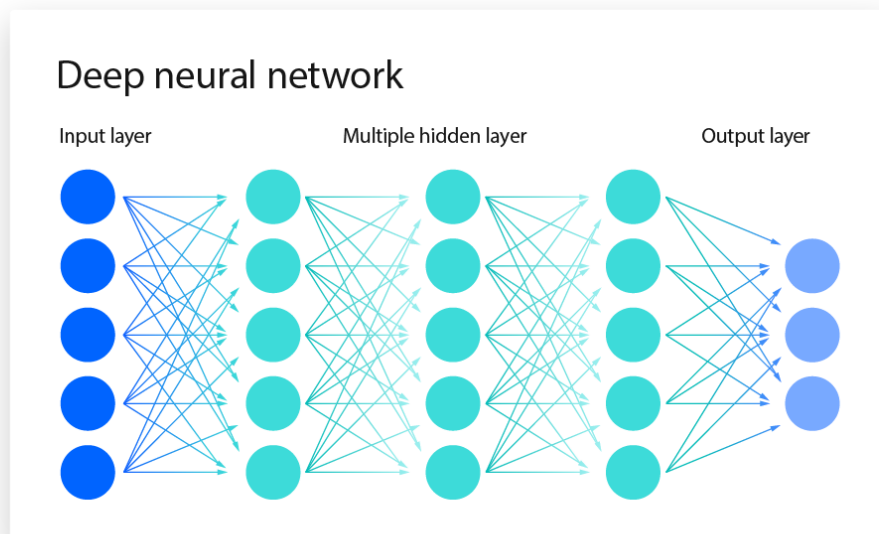 Deep neural network
Input layer
Multiple hidden layer
Output layer